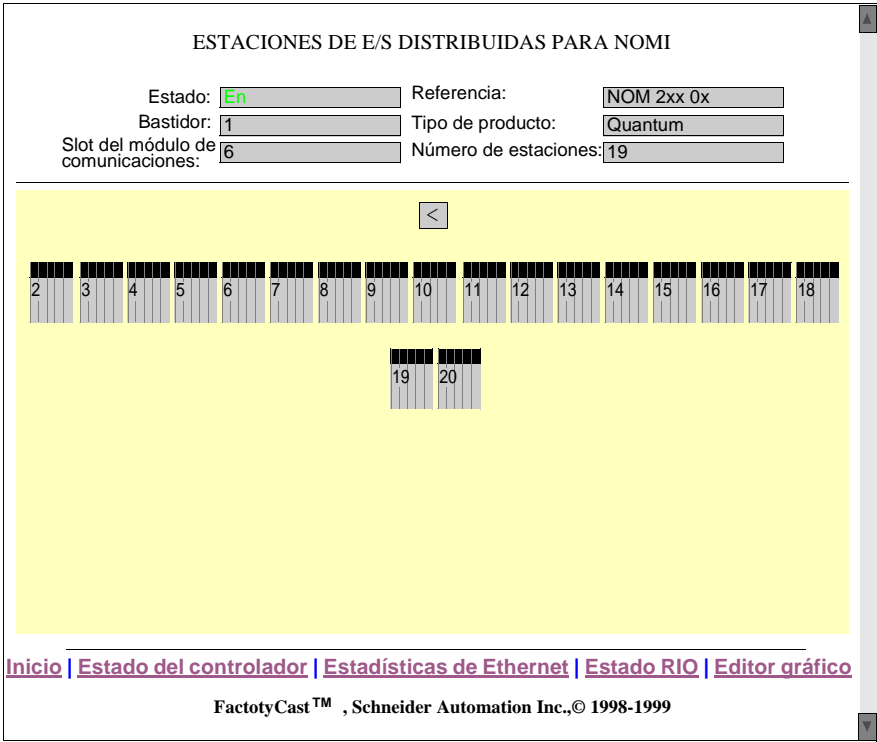 ESTACIONES DE E/S DISTRIBUIDAS PARA NOMI
Estado: En Referencia: NOM 2xx 0x
Bastidor: 1 Tipo de producto: Quantum
Slot del módulo de
comunicaciones: 6 Número de estaciones: 19
<
2 3 4 5 6 7 8 9 10 11 12 13 14 15 16 17 18
19 20
Inicio | Estado del controlador | Estadísticas de Ethernet | Estado RIO | Editor gráfico
FactotyCast™ , Schneider Automation Inc.,© 1998-1999